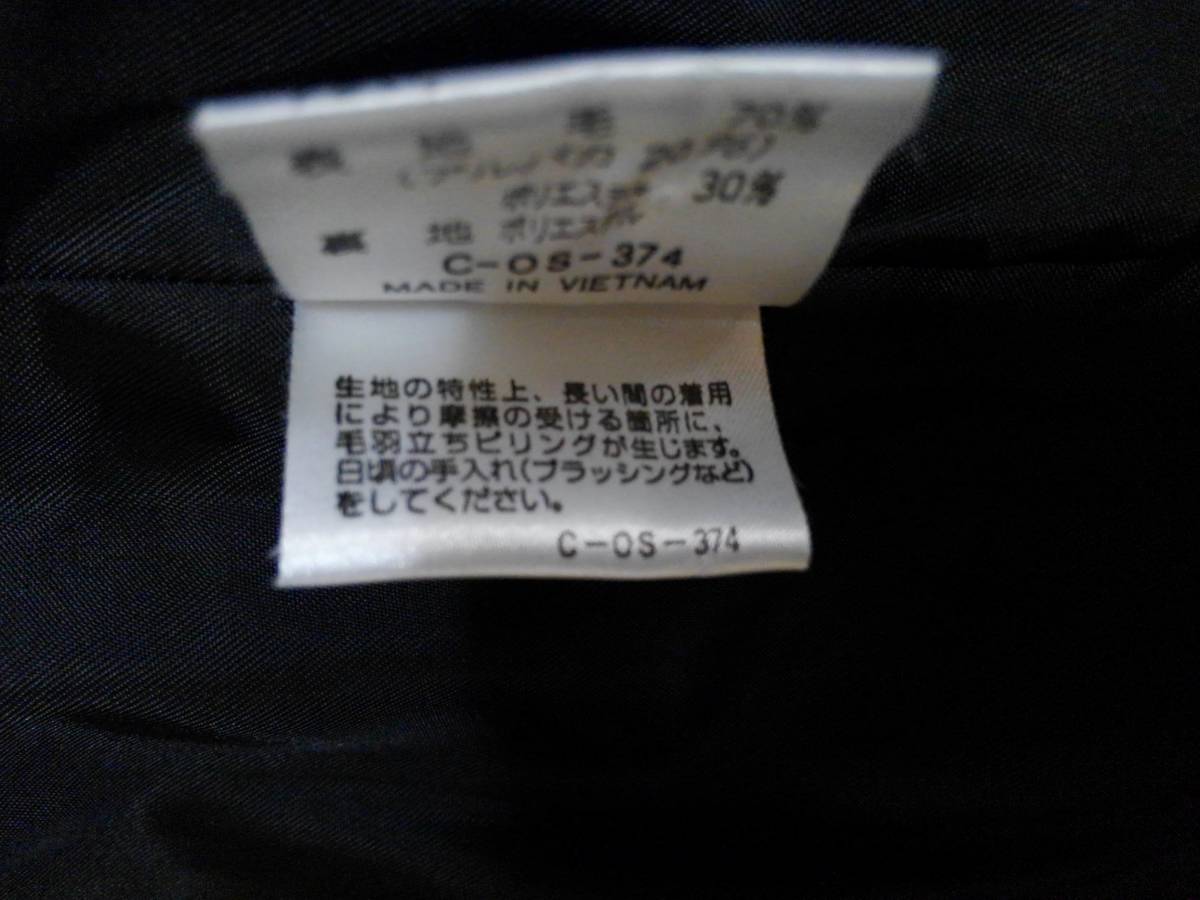 表 地 毛 70%
(アルパカ 20%)
ポリエステル 30%
裏 地 ポリエステル
C-OS-374
MADE IN VIETNAM
生地の特性上、長い間の着用
により摩擦の受ける箇所に、
毛羽立ちピリングが生じます。
日頃の手入れ(ブラッシングなど)
をしてください。
C-OS-374